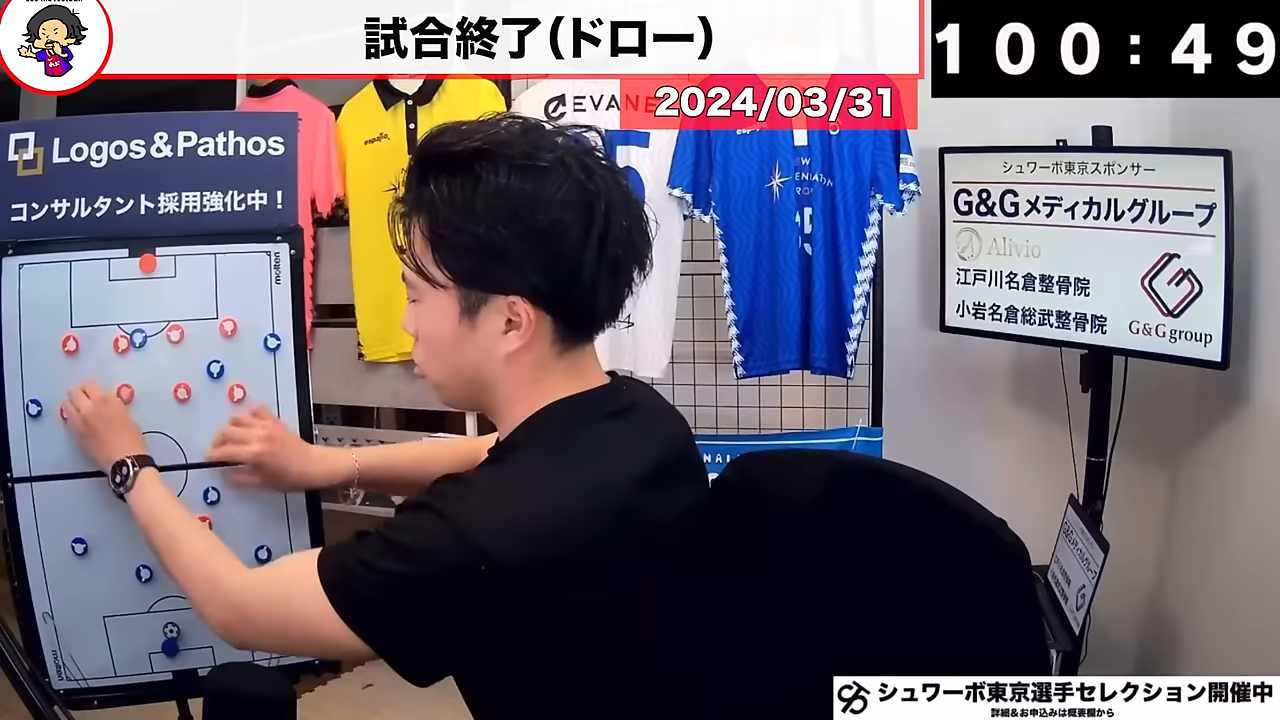 試合終了(ドロー)
100:49
2024/03/31
EVANE
Logos&Pathos
コンサルタント採用強化中!
molten
シュワーボ東京スポンサー
G&Gメディカルグループ
Alivio
江戸川名倉整骨院
小岩名倉総武整骨院
G&G group
molten
シュワーボ東京選手セレクション開催中
詳細&お申込みは概要欄から